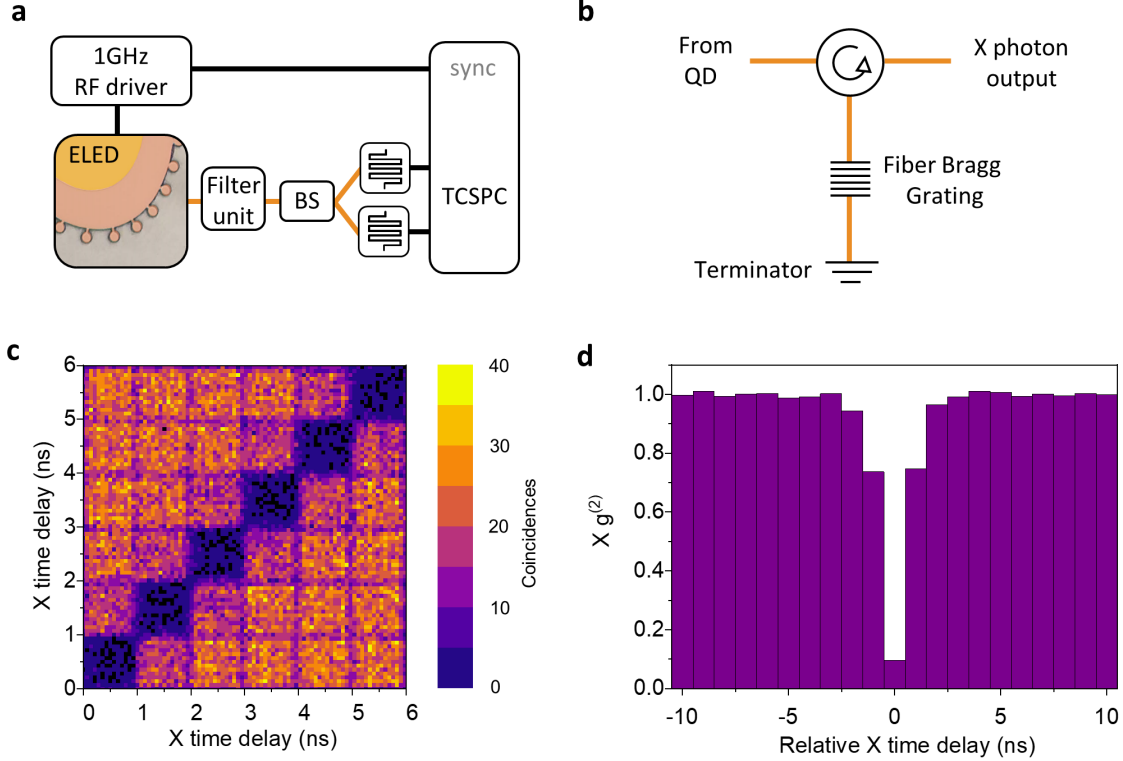 a
1GHz
RF driver
sync
ELED
Filter
unit
BS
TCSPC
b
From
QD
X photon
output
Fiber Bragg
Grating
Terminator
c
6
5
4
3
2
1
0
X time delay (ns)
0 1 2 3 4 5 6
X time delay (ns)
40
30
20
10
0
Coincidences
d
1.0
0.8
0.6
0.4
0.2
0.0
X g(2)
-10 -5 0 5 10
Relative X time delay (ns)